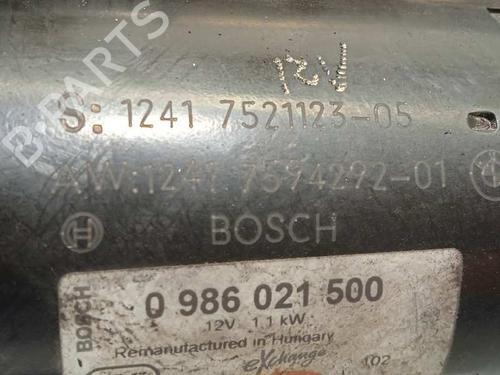 12V
S: 1241 7521123-05
AW: 1241 7594292-01
BOSCH
BOSCH
0 986 021 500
12V 1.1 kW
Remanufactured in Hungary
eXchange
102
B-PARTS